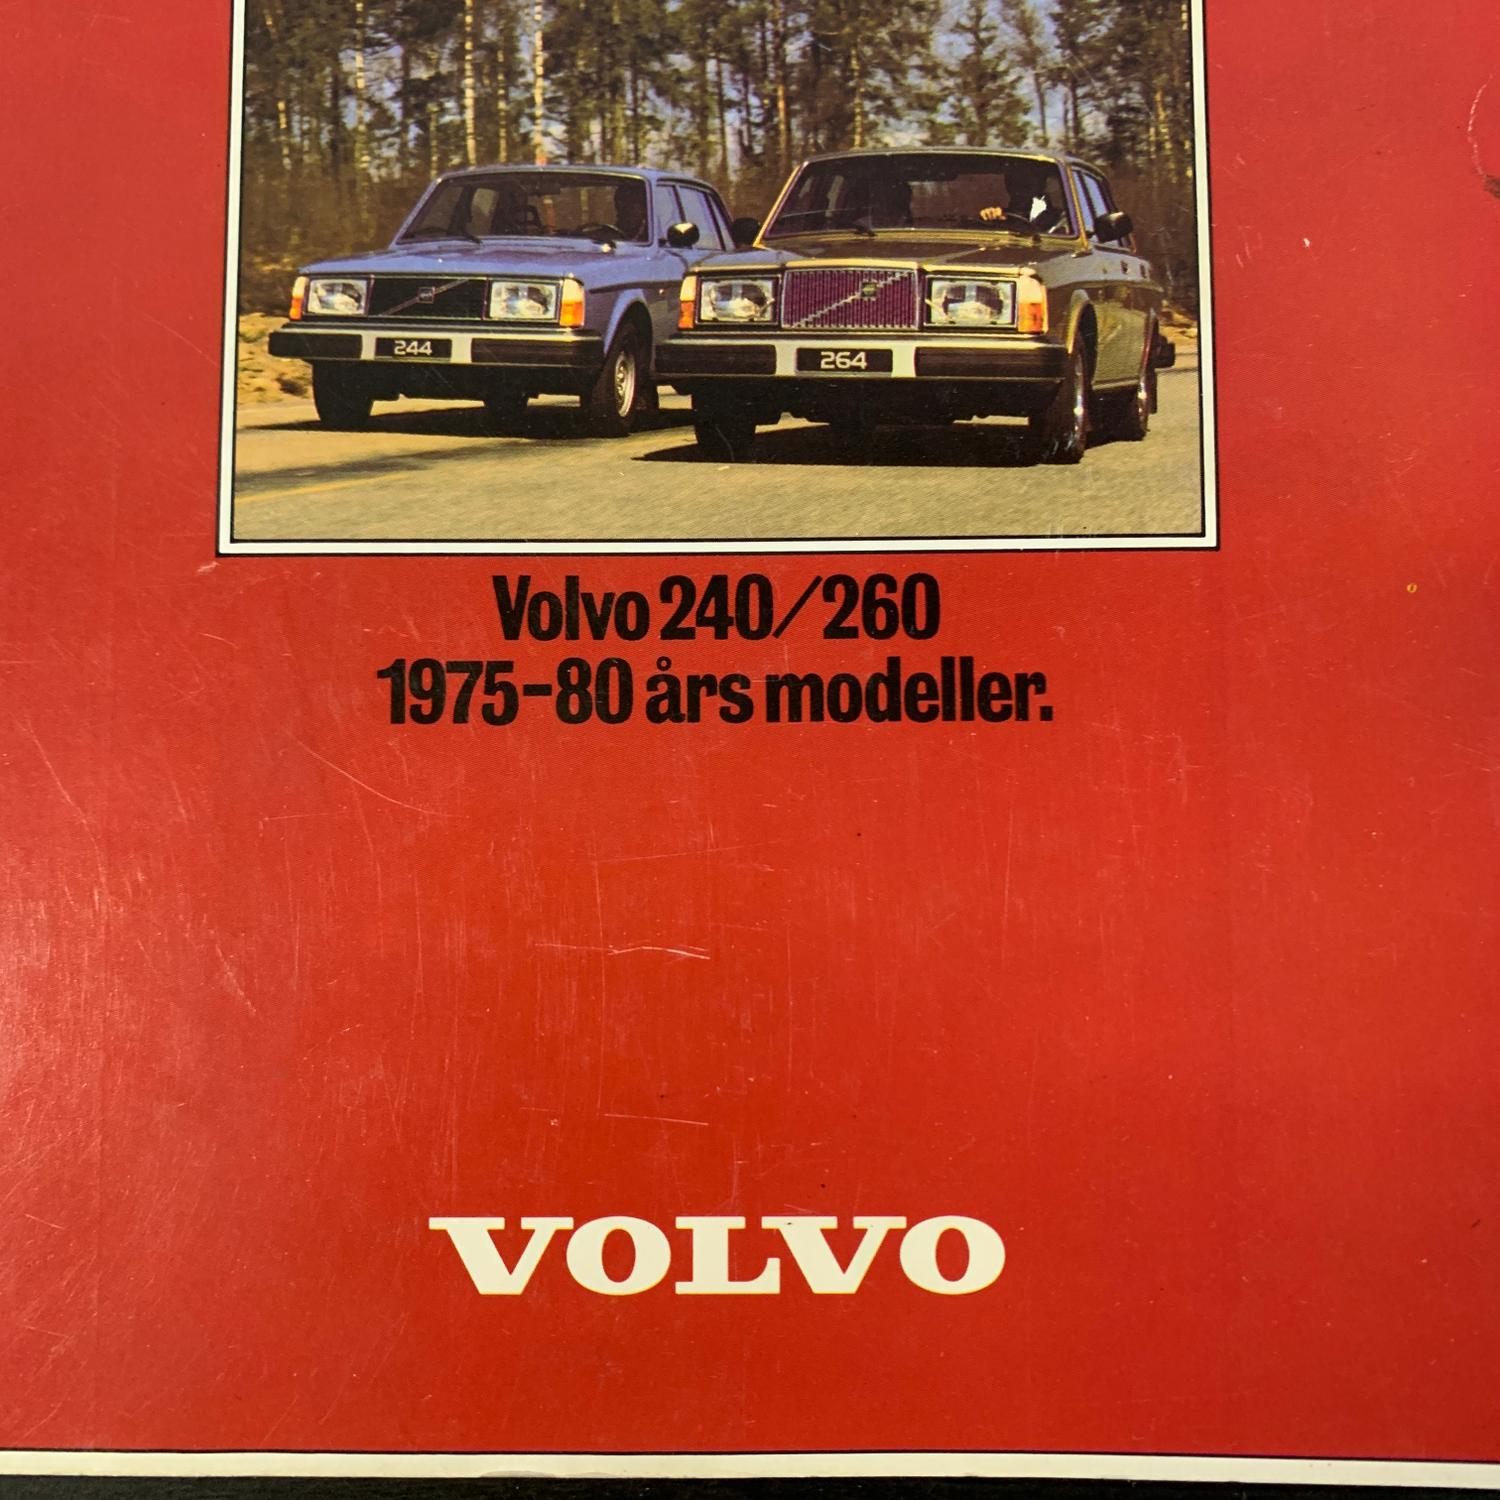 244
264
Volvo 240/260
1975-80 års modeller.
VOLVO